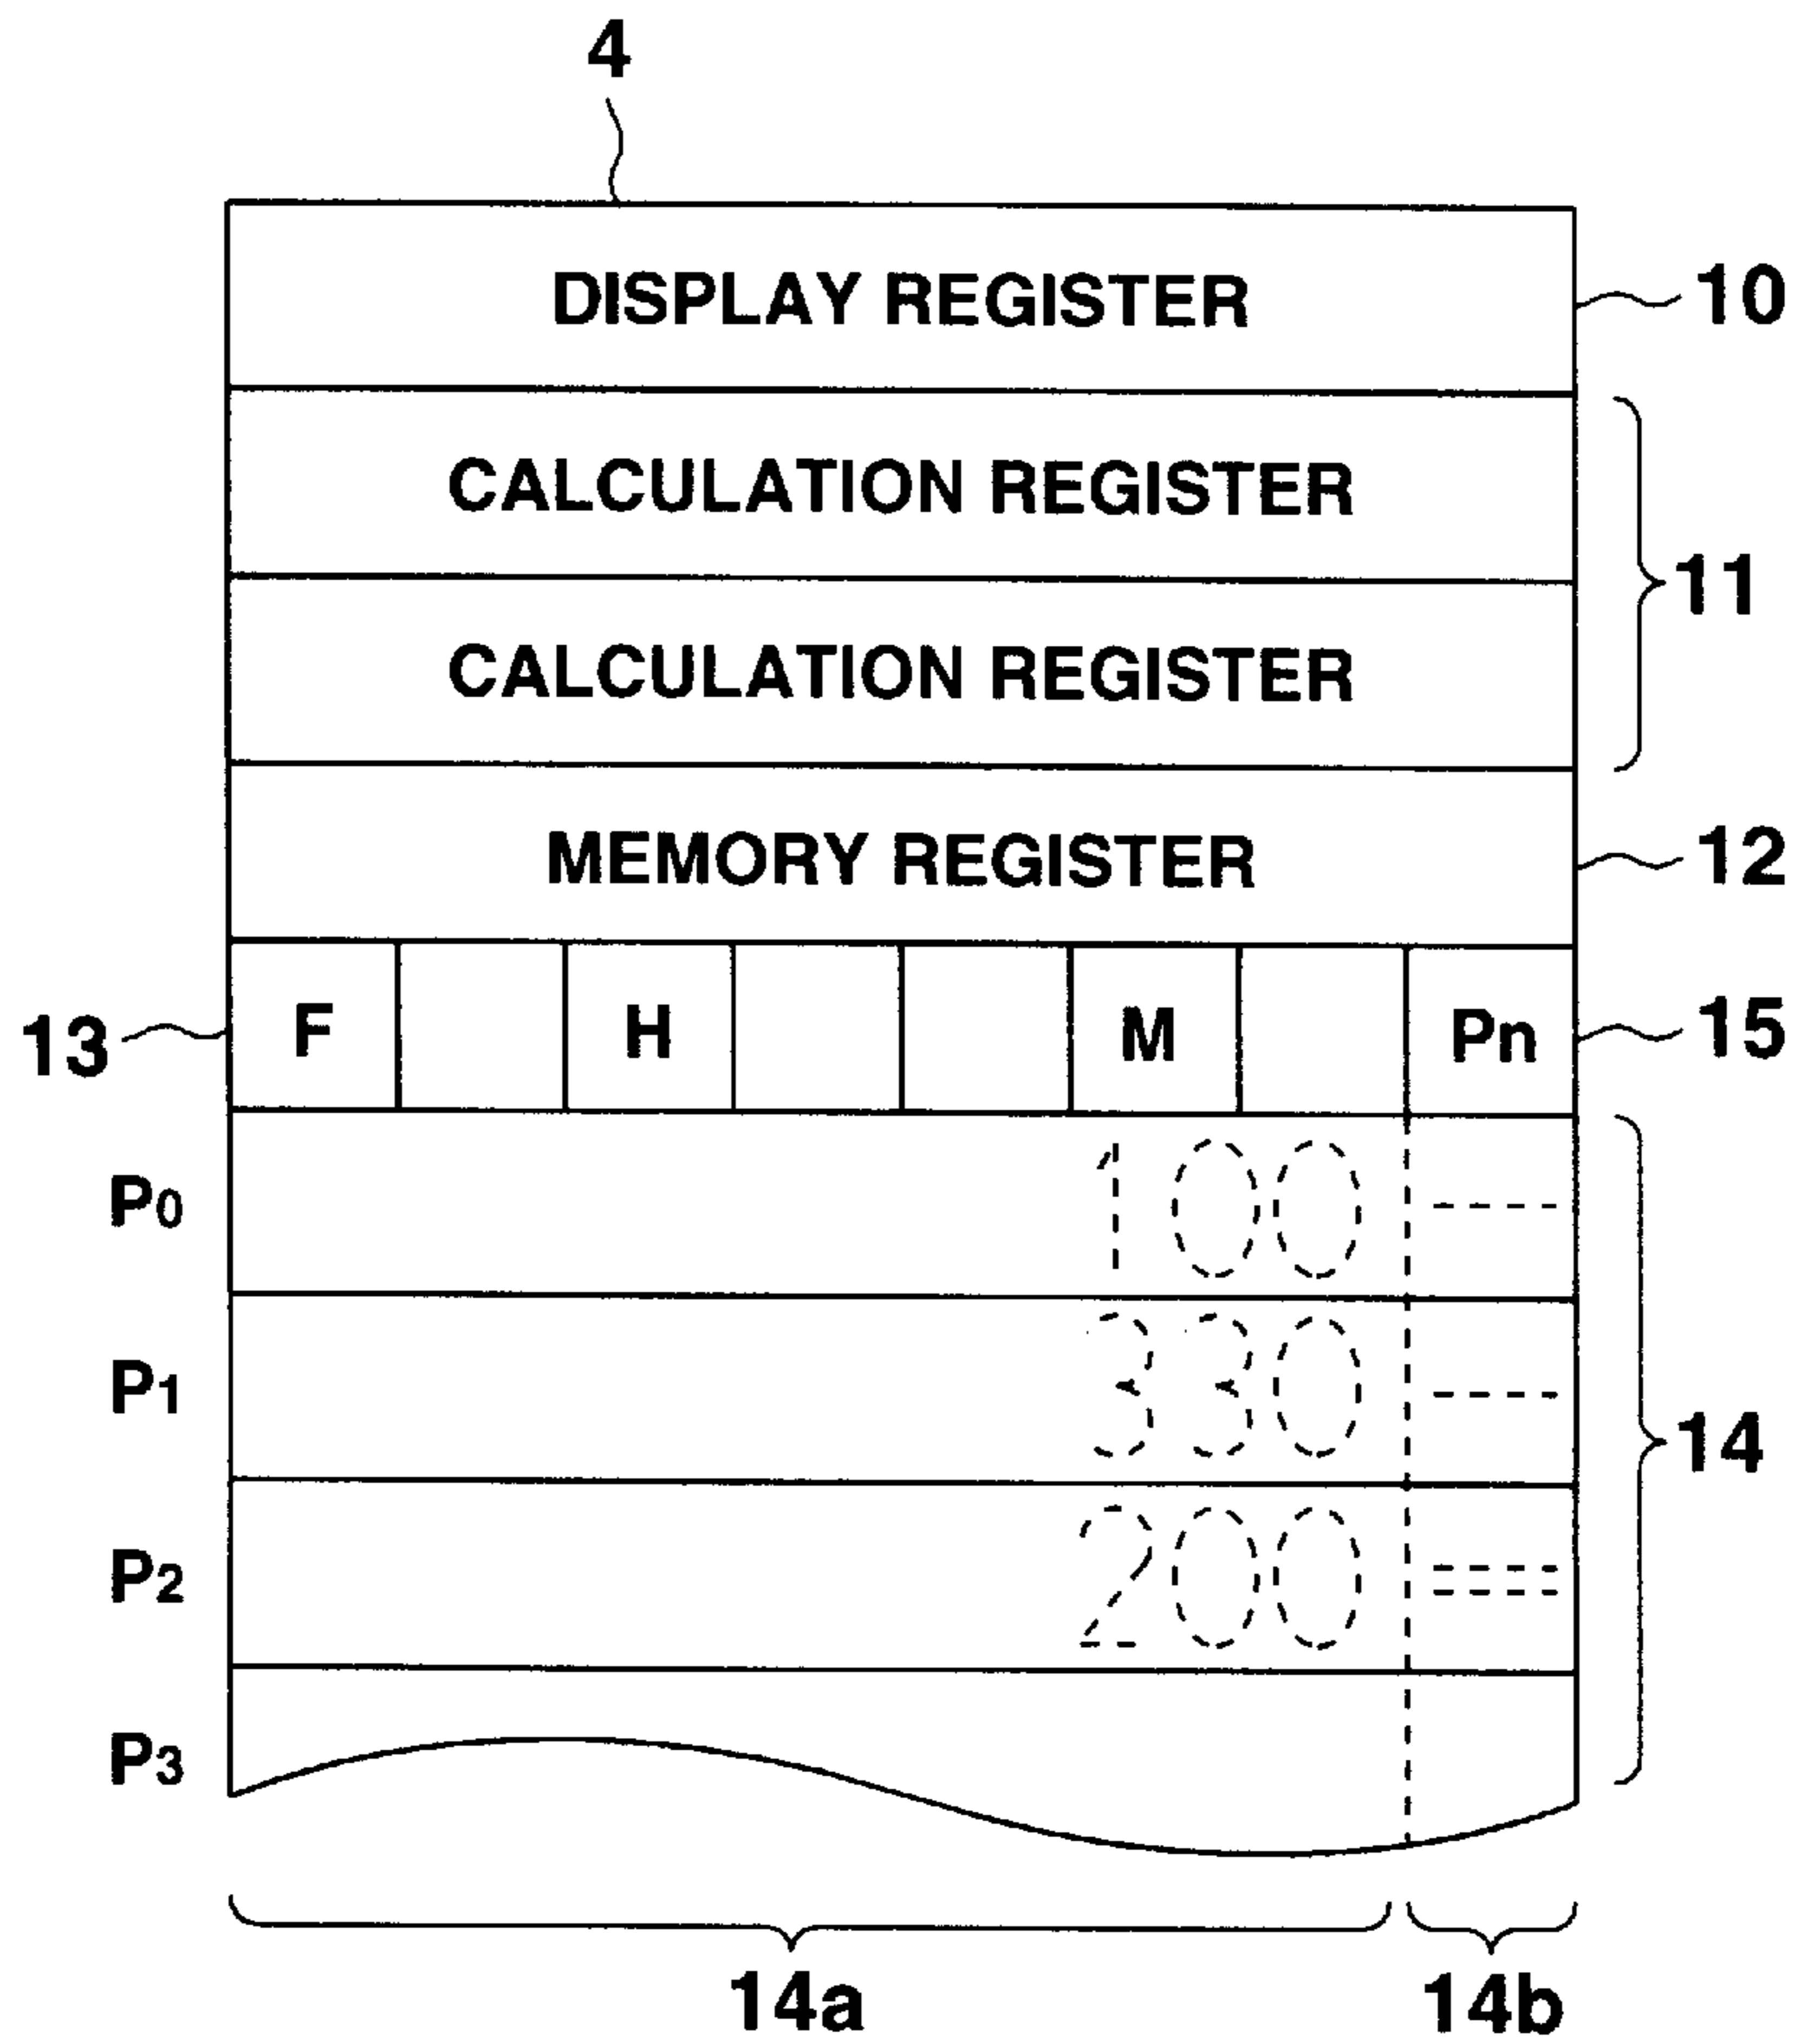 4
DISPLAY REGISTER 10
CALCULATION REGISTER
11
CALCULATION REGISTER
MEMORY REGISTER 12
13 F H M Pn 15
P0 100 -
P1 330 -
14
P2 200 =
P3
14a 14b